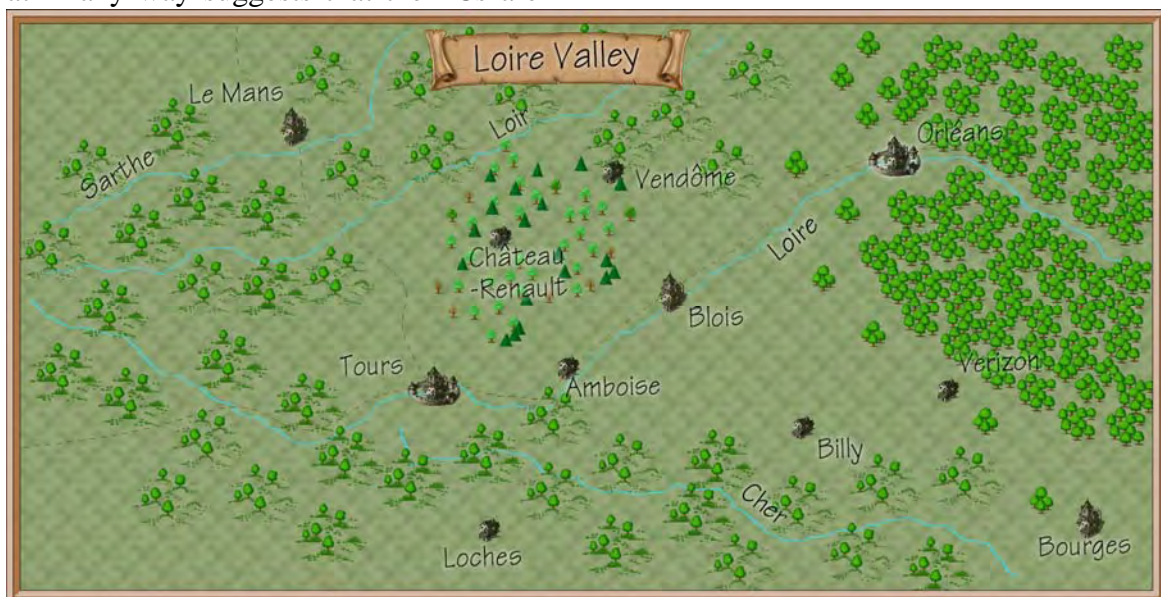 Loire Valley
Le Mans
Loir
Orléans
Sarthe
Vendôme
Loire
Château
-Renault
Blois
Tours
Amboise
Verizon
Billy
Cher
Loches
Bourges